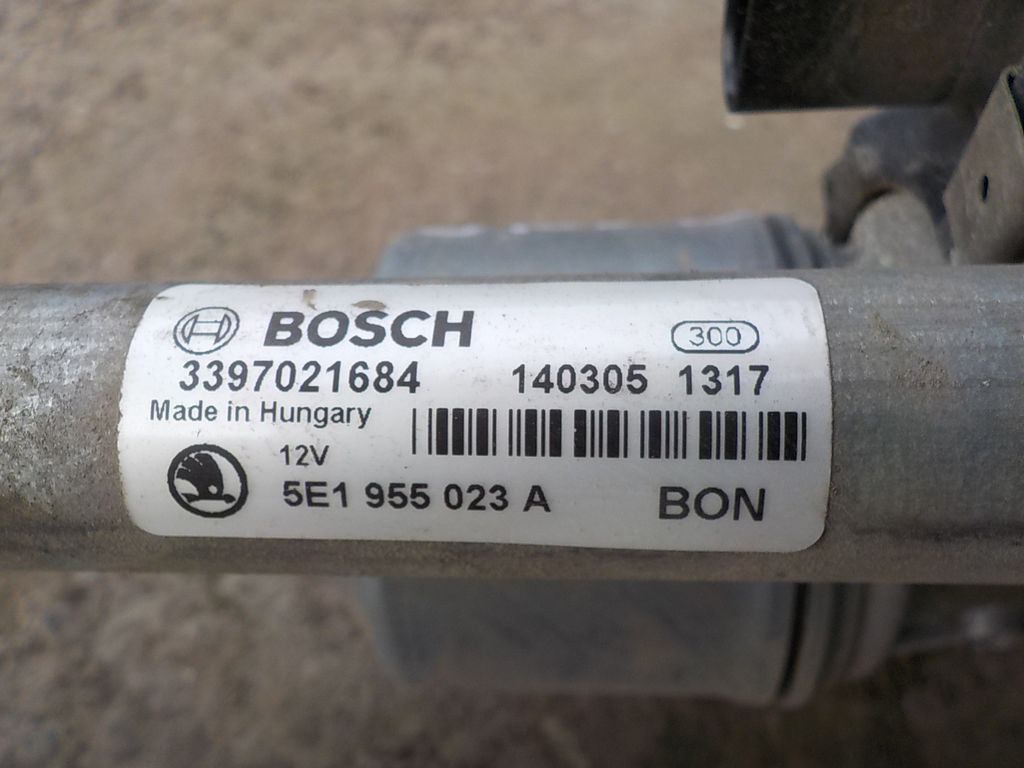 BOSCH 300
3397021684 140305 1317
Made in Hungary
12V
5E1 955 023 A BON